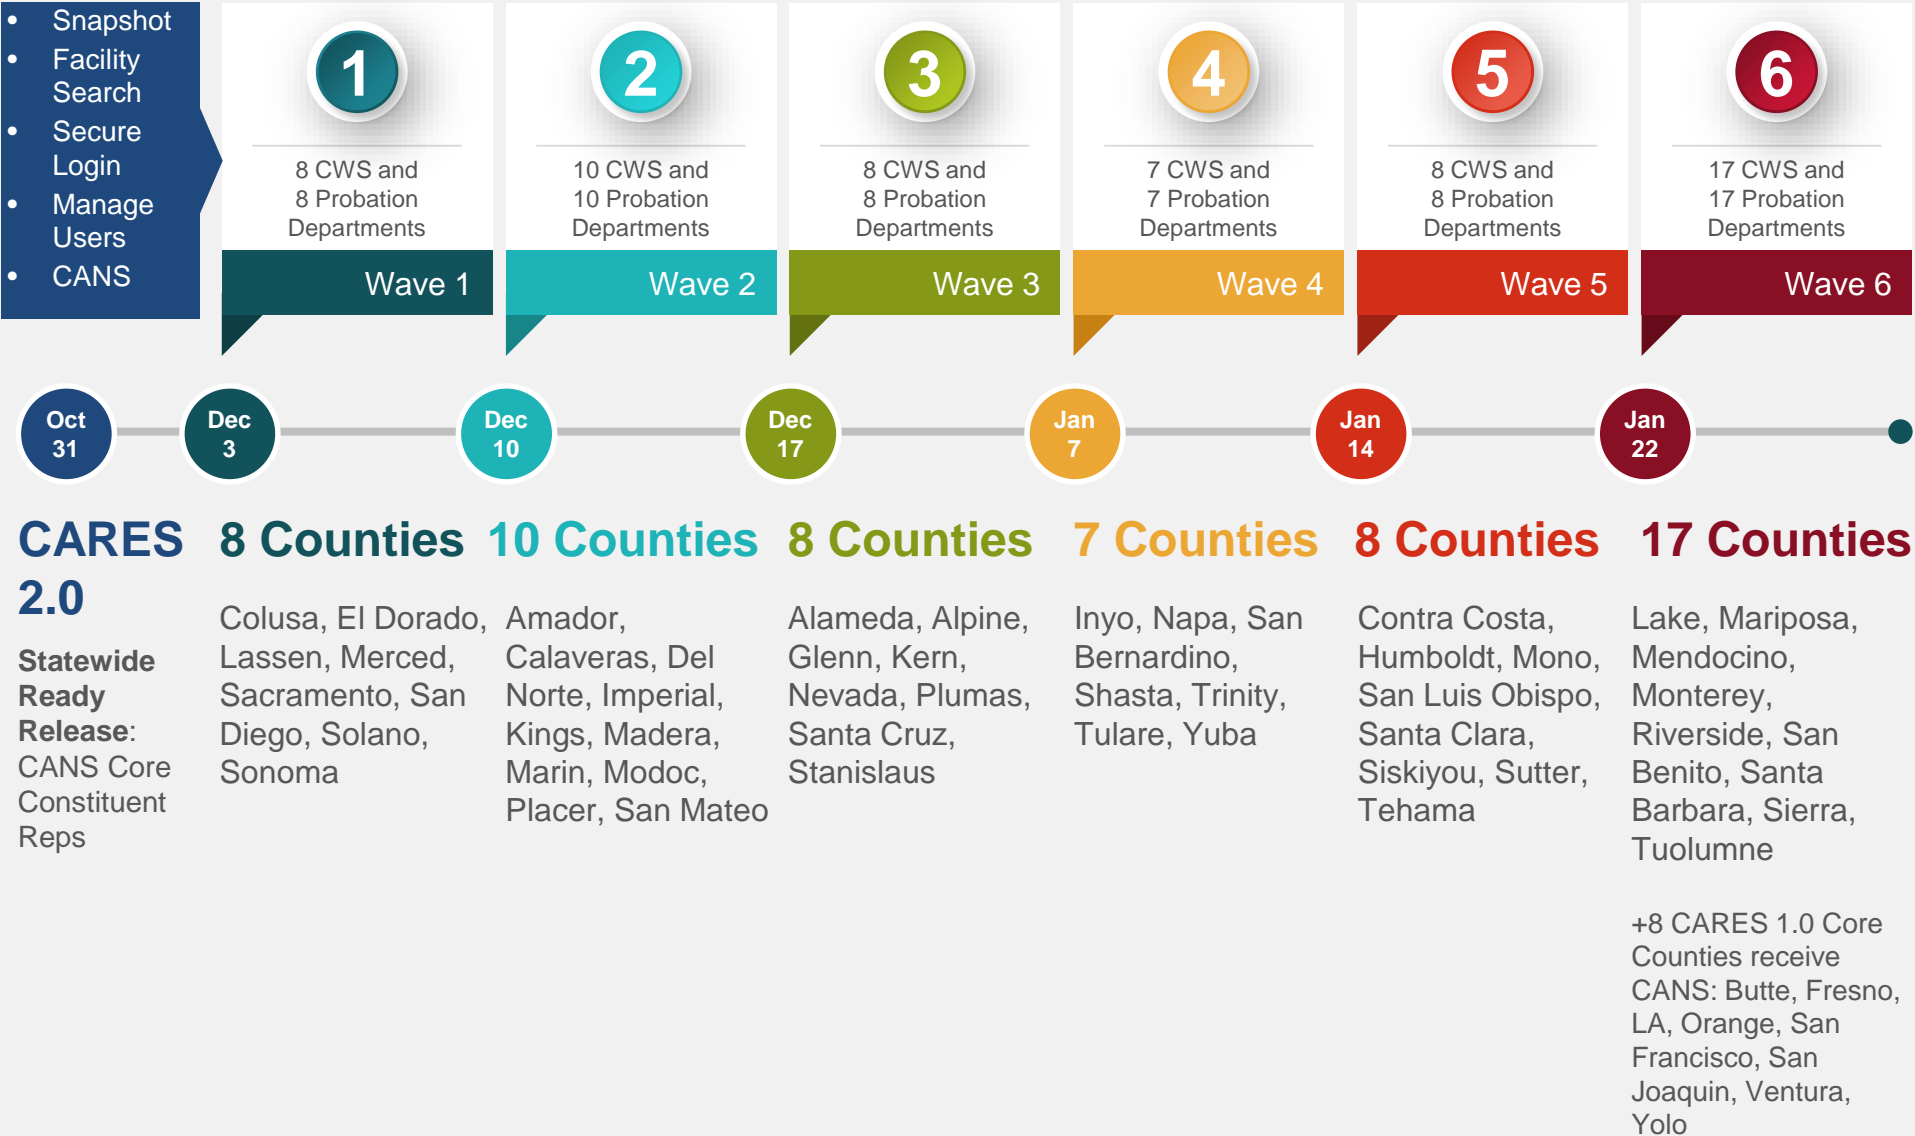 • Snapshot
• Facility
Search
• Secure
Login
• Manage
Users
• CANS
1
8 CWS and
8 Probation
Departments
Wave 1
2
10 CWS and
10 Probation
Departments
Wave 2
3
8 CWS and
8 Probation
Departments
Wave 3
4
7 CWS and
7 Probation
Departments
Wave 4
5
8 CWS and
8 Probation
Departments
Wave 5
6
17 CWS and
17 Probation
Departments
Wave 6
Oct
31
Dec
3
Dec
10
Dec
17
Jan
7
Jan
14
Jan
22
CARES
2.0
Statewide
Ready
Release:
CANS Core
Constituent
Reps
8 Counties
Colusa, El Dorado,
Lassen, Merced,
Sacramento, San
Diego, Solano,
Sonoma
10 Counties
Amador,
Calaveras, Del
Norte, Imperial,
Kings, Madera,
Marin, Modoc,
Placer, San Mateo
8 Counties
Alameda, Alpine,
Glenn, Kern,
Nevada, Plumas,
Santa Cruz,
Stanislaus
7 Counties
Inyo, Napa, San
Bernardino,
Shasta, Trinity,
Tulare, Yuba
8 Counties
Contra Costa,
Humboldt, Mono,
San Luis Obispo,
Santa Clara,
Siskiyou, Sutter,
Tehama
17 Counties
Lake, Mariposa,
Mendocino,
Monterey,
Riverside, San
Benito, Santa
Barbara, Sierra,
Tuolumne
+8 CARES 1.0 Core
Counties receive
CANS: Butte, Fresno,
LA, Orange, San
Francisco, San
Joaquin, Ventura,
Yolo